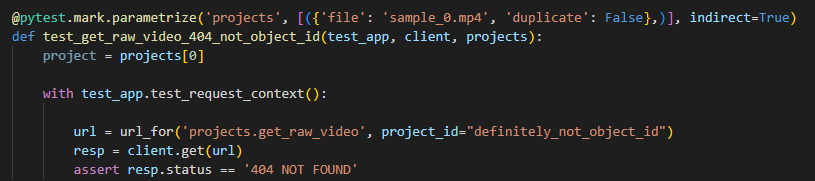 @pytest.mark.parametrize('projects', [({'file': 'sample_0.mp4', 'duplicate': False},)], indirect=True)
def test_get_raw_video_404_not_object_id(test_app, client, projects):
    project = projects[0]

    with test_app.test_request_context():

        url = url_for('projects.get_raw_video', project_id="definitely_not_object_id")
        resp = client.get(url)
        assert resp.status == '404 NOT FOUND'